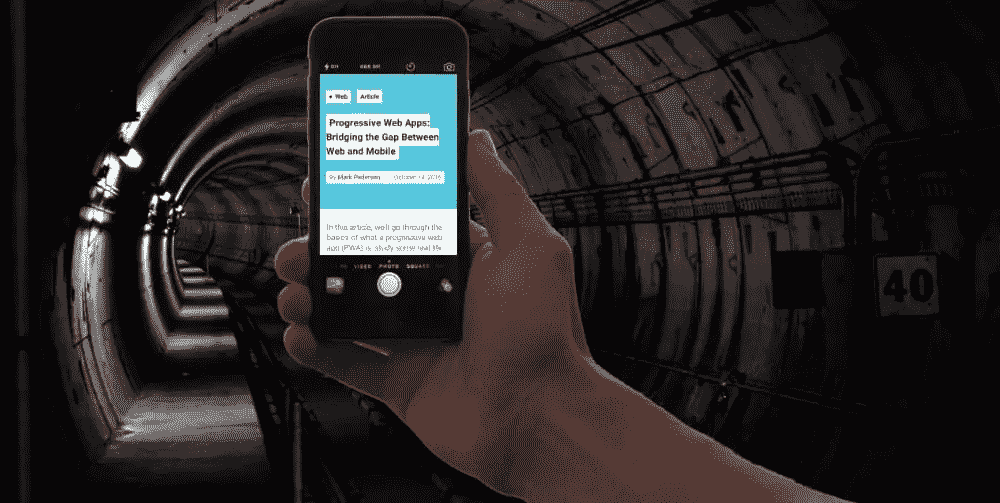 Web Article
Progressive Web Apps:
Bridging the Gap Between
Web and Mobile
By Mark Pedersen October
In this article, we'll go through the
basics of what a progressive web
app (PWA) is, study some real life
VIDEO PHOTO SQUARE
40